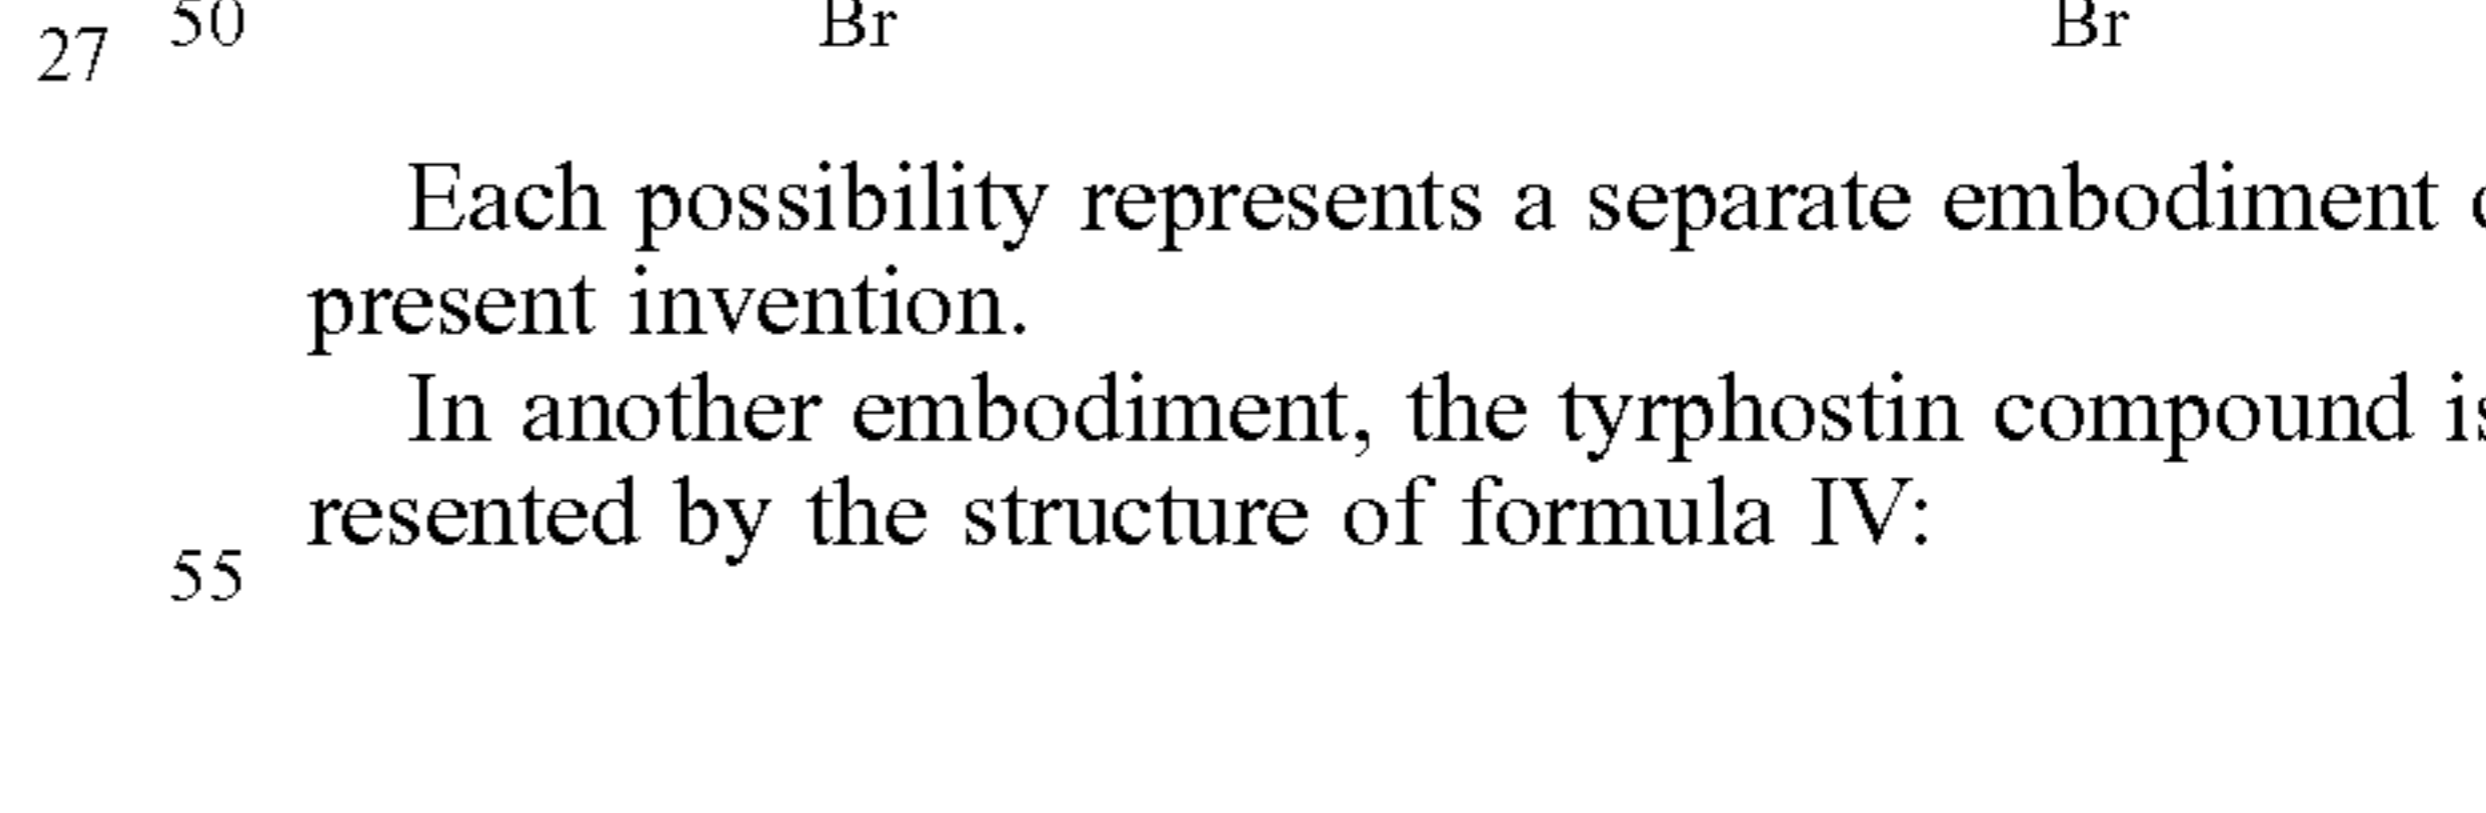 27 50 Br Br
Each possibility represents a separate embodiment
present invention.
In another embodiment, the tyrphostin compound is
resented by the structure of formula IV:
55